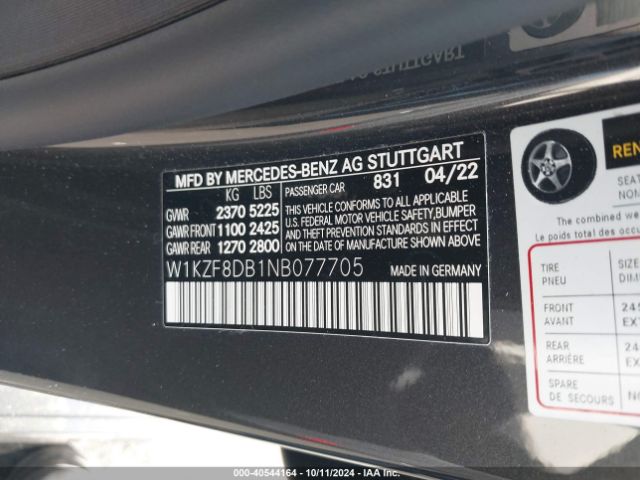 MFD BY MERCEDES-BENZ AG STUTTGART
KG LBS PASSENGER CAR 831 04/22
GVWR 2370 5225
GAWR FRONT 1100 2425
GAWR REAR 1270 2800
THIS VEHICLE CONFORMS TO ALL APPLICABLE
U.S. FEDERAL MOTOR VEHICLE SAFETY, BUMPER
AND THEFT PREVENTION STANDARDS IN EFFECT
ON THE DATE OF MANUFACTURE SHOWN ABOVE
W1KZF8DB1NB077705 MADE IN GERMANY
The combined
Le poids total des
TIRE
PNEU
SIZE
FRONT
AVANT
REAR
ARRIÈRE
SPARE
DE SECOURS
000-40544164 - 10/11/2024 - IAA Inc.